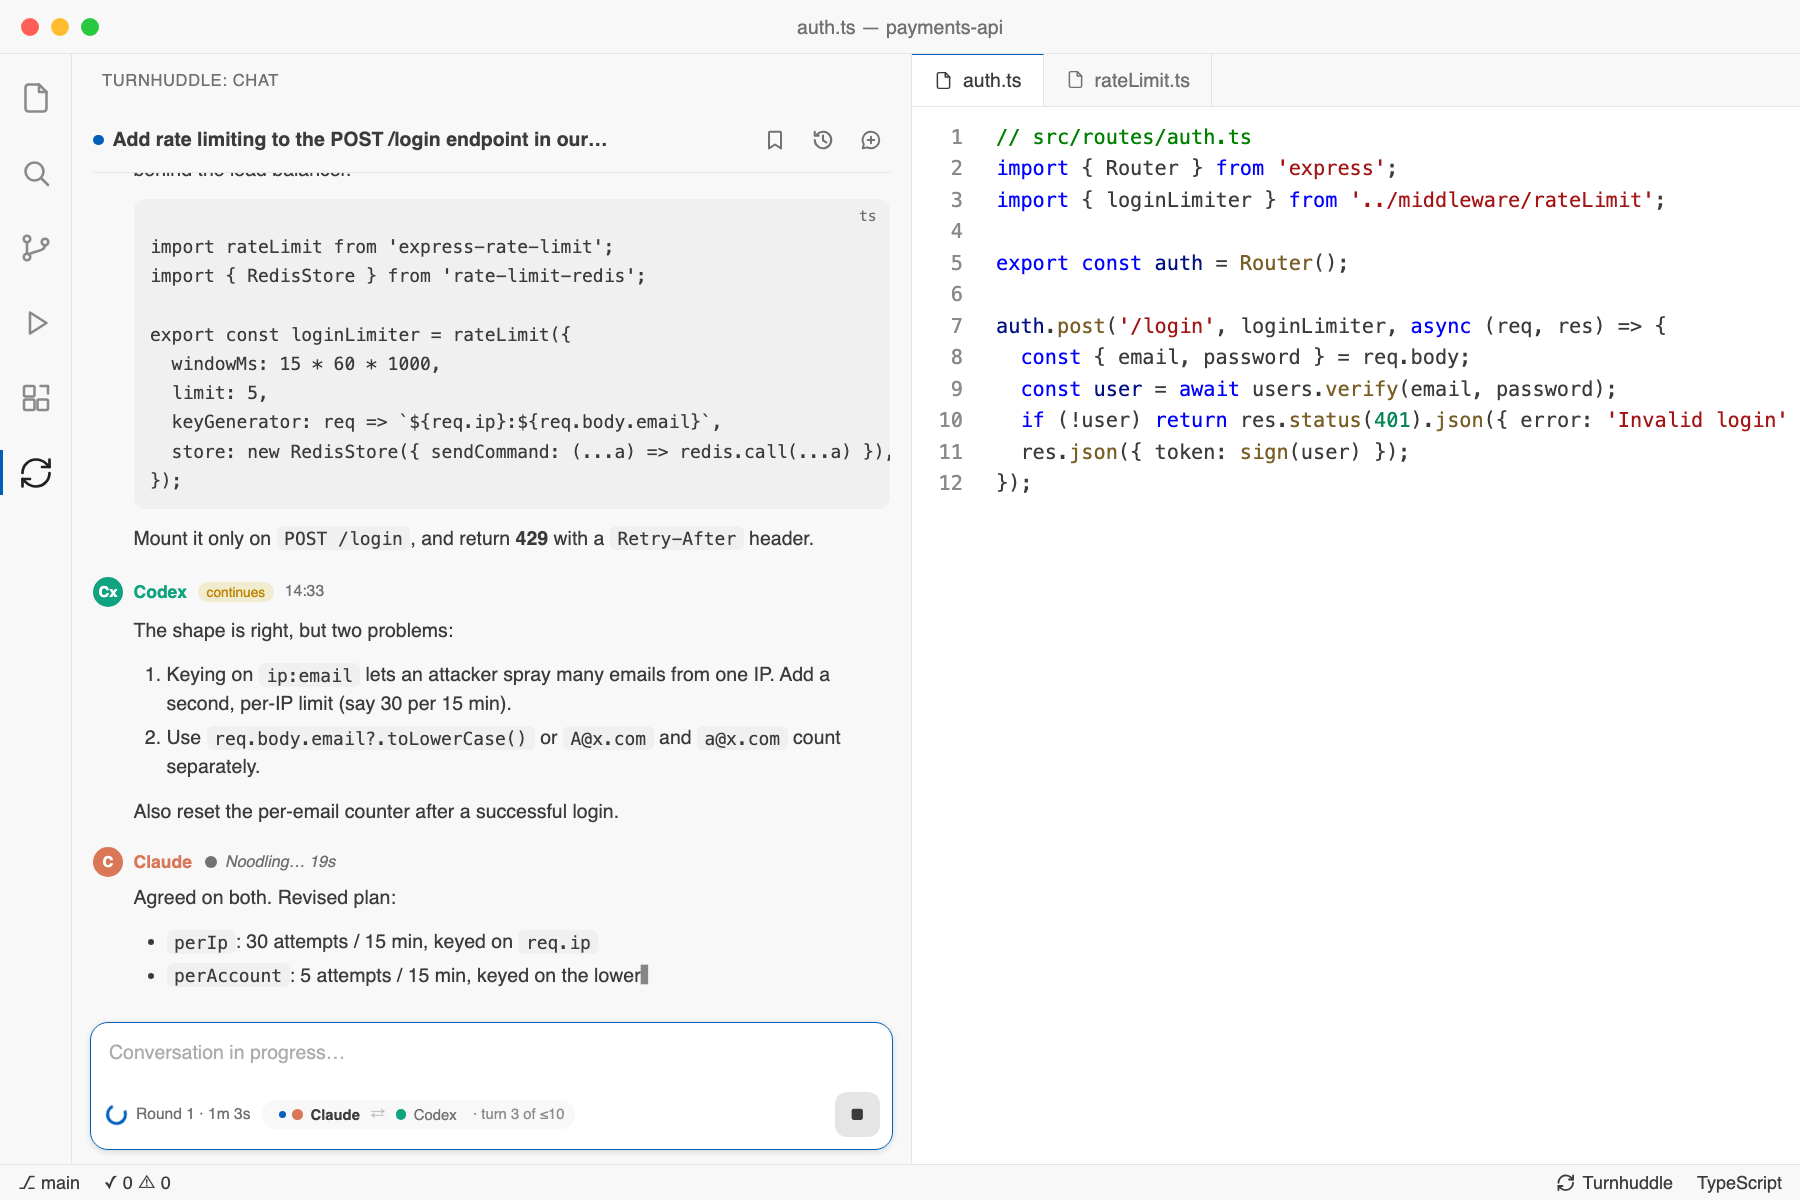 auth.ts — payments-api
TURNHUDDLE: CHAT
Add rate limiting to the POST /login endpoint in our…
behind the load balancer.
ts
import rateLimit from 'express-rate-limit';
import { RedisStore } from 'rate-limit-redis';
export const loginLimiter = rateLimit({
  windowMs: 15 * 60 * 1000,
  limit: 5,
  keyGenerator: req => `${req.ip}:${req.body.email}`,
  store: new RedisStore({ sendCommand: (...a) => redis.call(...a) }),
});
Mount it only on POST /login, and return 429 with a Retry-After header.
Cx Codex continues 14:33
The shape is right, but two problems:
1. Keying on ip:email lets an attacker spray many emails from one IP. Add a
second, per-IP limit (say 30 per 15 min).
2. Use req.body.email?.toLowerCase() or A@x.com and a@x.com count
separately.
Also reset the per-email counter after a successful login.
C Claude ● Noodling… 19s
Agreed on both. Revised plan:
• perIp: 30 attempts / 15 min, keyed on req.ip
• perAccount: 5 attempts / 15 min, keyed on the lower
Conversation in progress…
Round 1 · 1m 3s Claude ⇄ Codex · turn 3 of ≤10
auth.ts rateLimit.ts
1 // src/routes/auth.ts
2 import { Router } from 'express';
3 import { loginLimiter } from '../middleware/rateLimit';
4
5 export const auth = Router();
6
7 auth.post('/login', loginLimiter, async (req, res) => {
8   const { email, password } = req.body;
9   const user = await users.verify(email, password);
10   if (!user) return res.status(401).json({ error: 'Invalid login'
11   res.json({ token: sign(user) });
12 });
main ✓ 0 ⚠ 0
Turnhuddle TypeScript